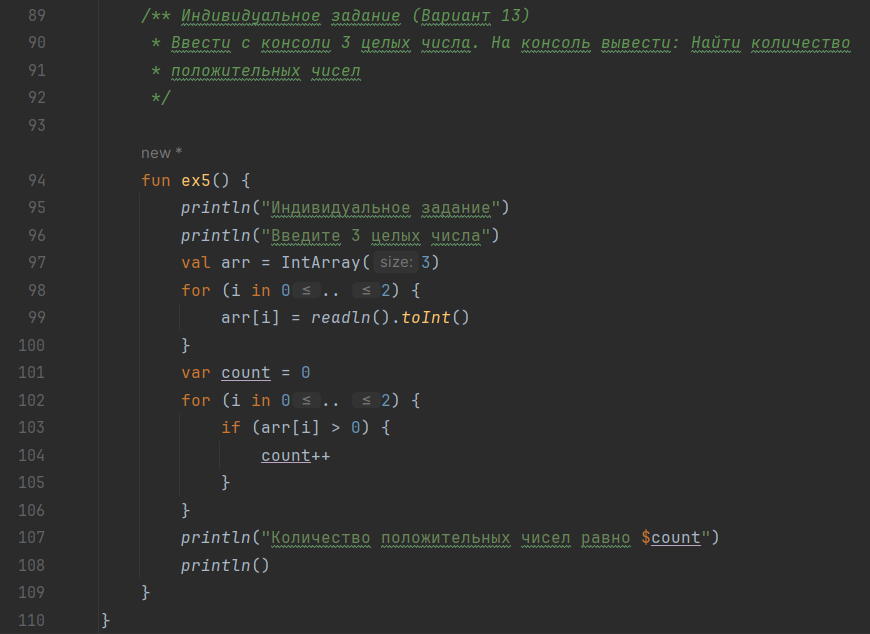 89 /** Индивидуальное задание (Вариант 13)
90 * Ввести с консоли 3 целых числа. На консоль вывести: Найти количество
91 * положительных чисел
92 */
93
new *
94 fun ex5() {
95 println("Индивидуальное задание")
96 println("Введите 3 целых числа")
97 val arr = IntArray( size: 3)
98 for (i in 0 ≤ .. ≤ 2) {
99 arr[i] = readln().toInt()
100 }
101 var count = 0
102 for (i in 0 ≤ .. ≤ 2) {
103 if (arr[i] > 0) {
104 count++
105 }
106 }
107 println("Количество положительных чисел равно $count")
108 println()
109 }
110 }